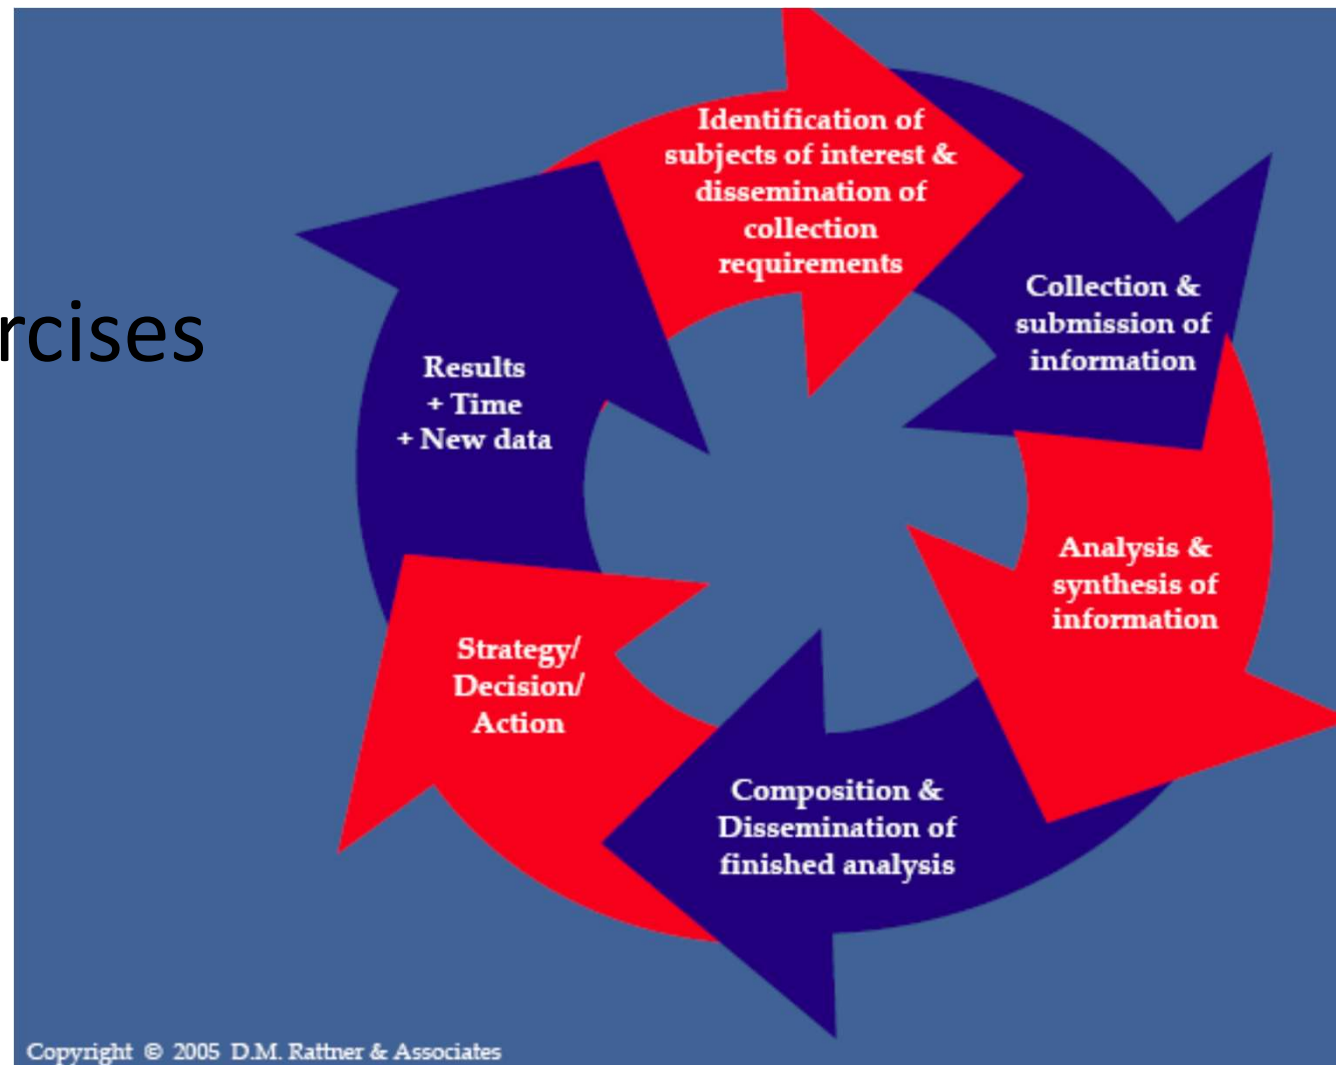 rcises
Identification of
subjects of interest &
dissemination of
collection
requirements
Collection &
submission of
information
Analysis &
synthesis of
information
Composition &
Dissemination of
finished analysis
Strategy/
Decision/
Action
Results
+ Time
+ New data
Copyright © 2005 D.M. Rattner & Associates